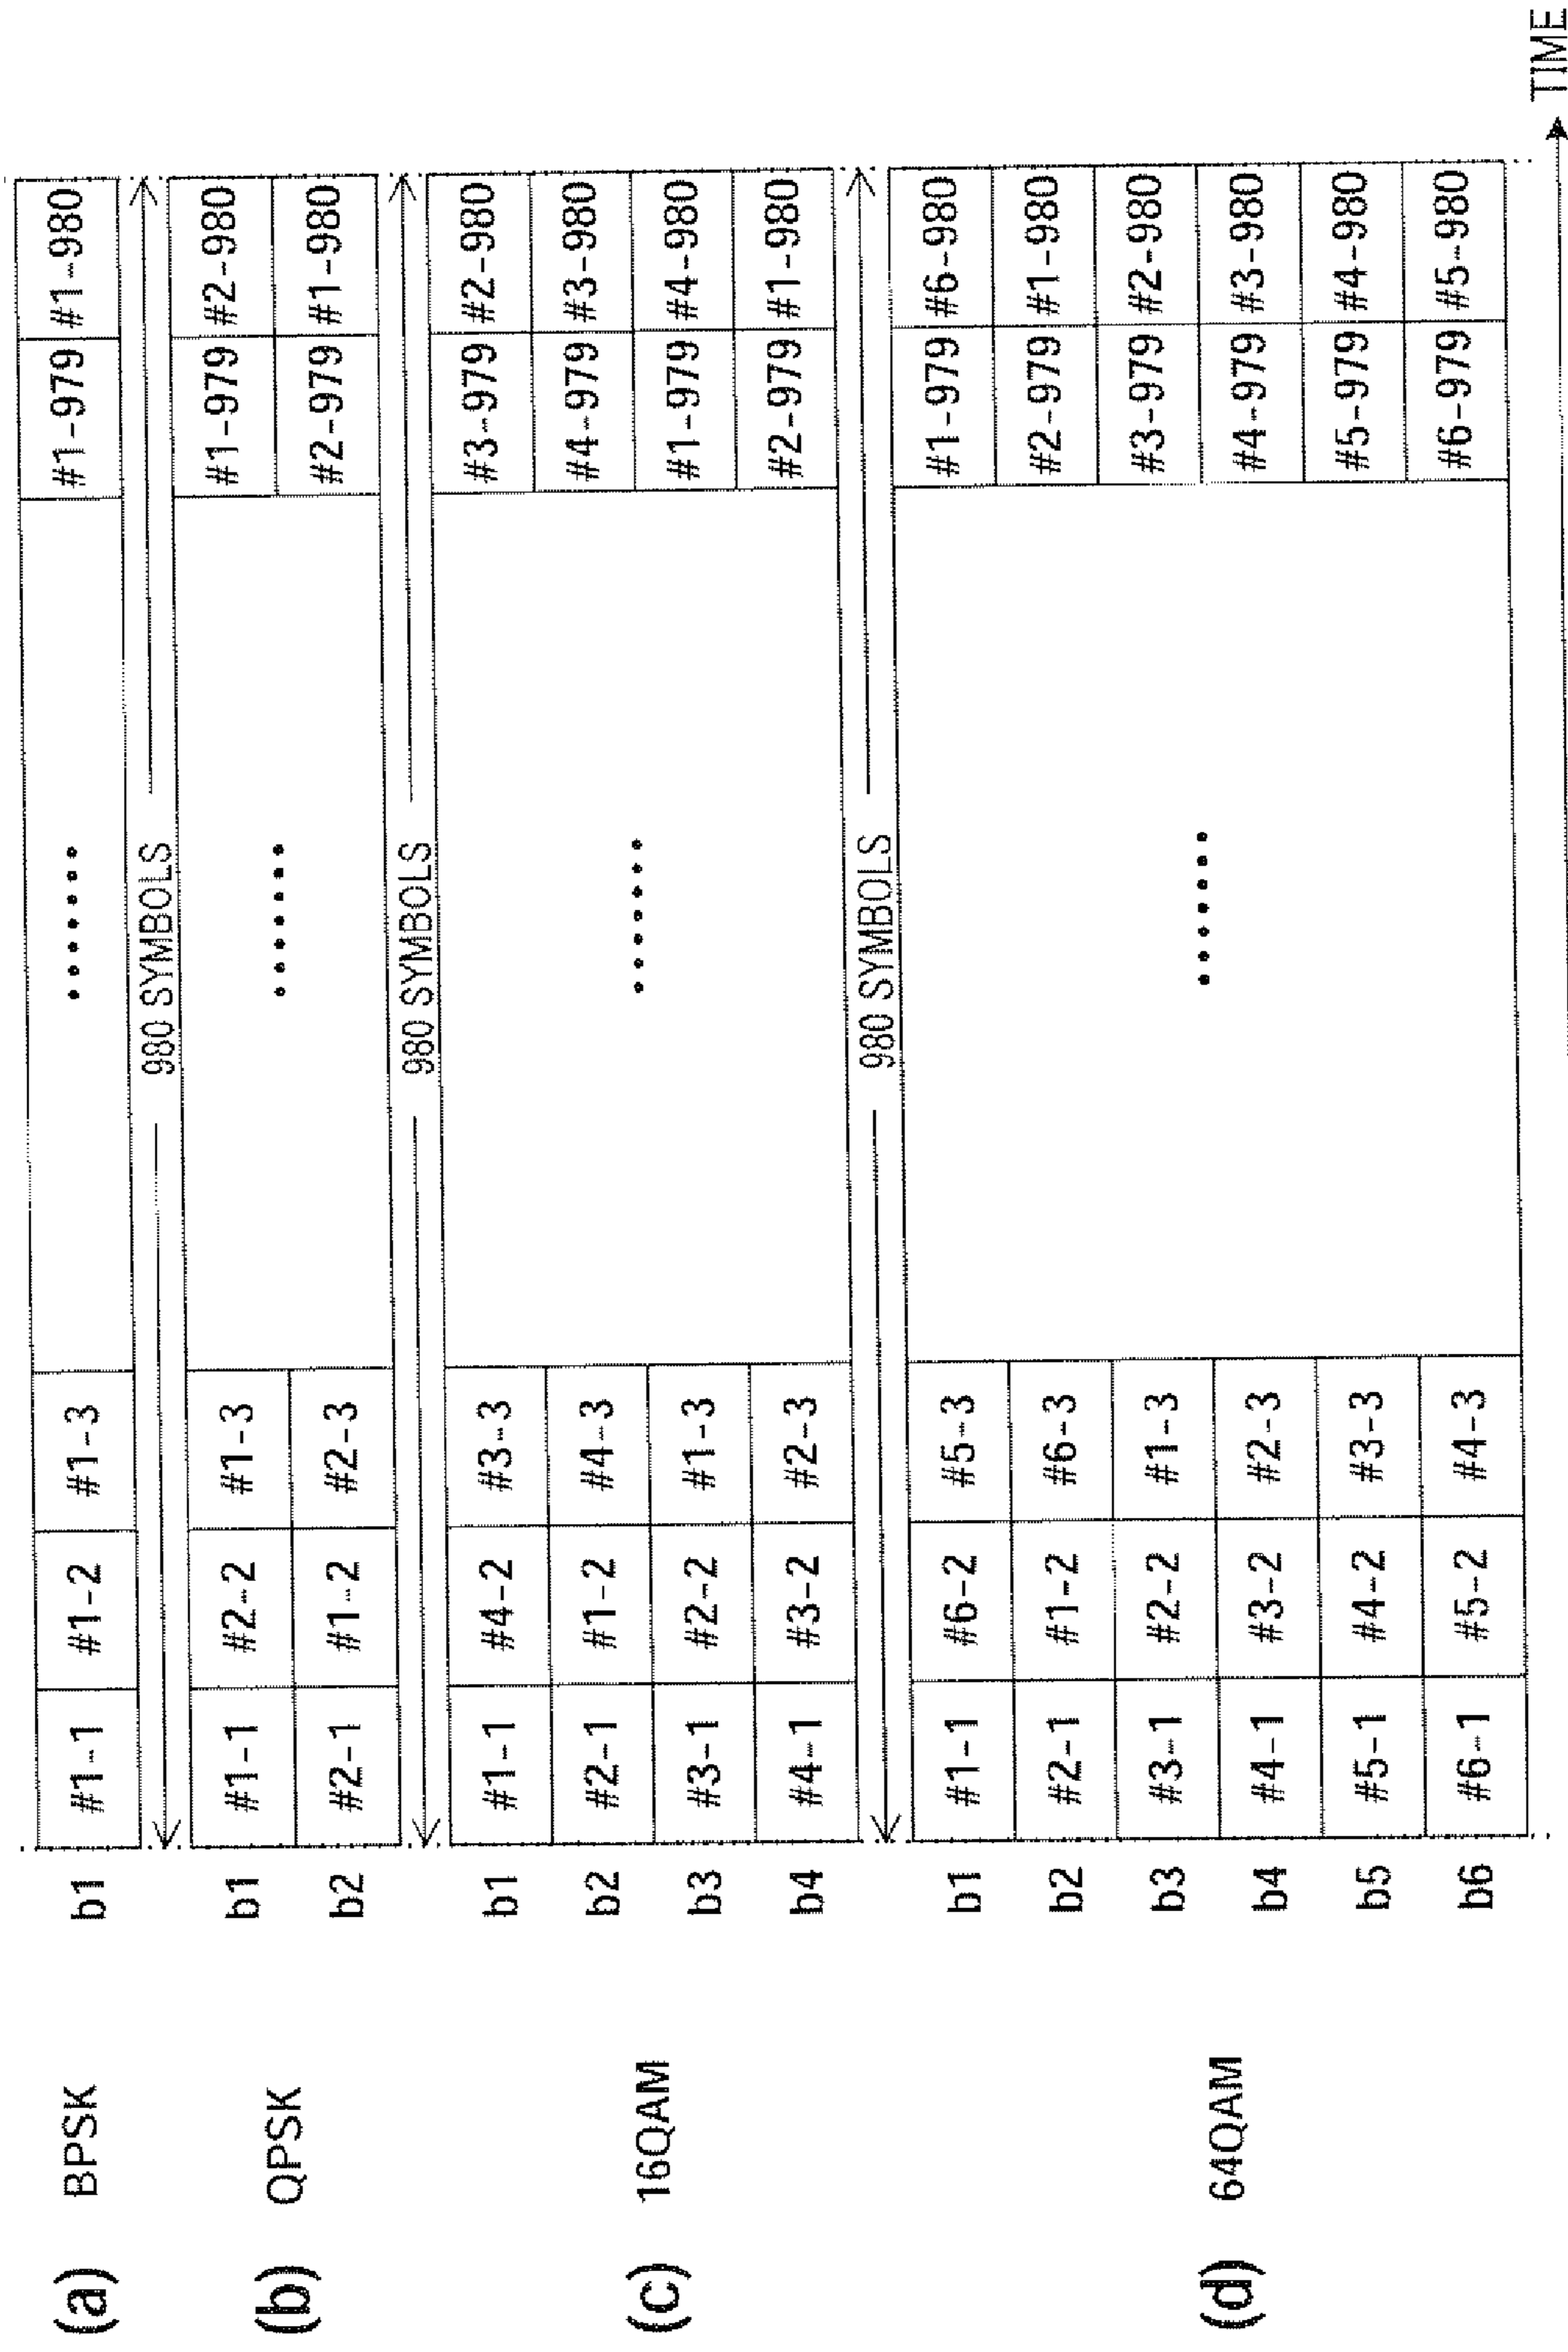 (a) BPSK
b1 #1-1 #1-2 #1-3 ······· #1-979 #1-980
980 SYMBOLS
(b) QPSK
b1 #1-1 #2-2 #1-3 #1-979 #2-980
b2 #2-1 #1-2 #2-3 #2-979 #1-980
·······
980 SYMBOLS
(c) 16QAM
b1 #1-1 #4-2 #3-3 #3-979 #2-980
b2 #2-1 #1-2 #4-3 #4-979 #3-980
b3 #3-1 #2-2 #1-3 #1-979 #4-980
b4 #4-1 #3-2 #2-3 #2-979 #1-980
·······
980 SYMBOLS
(d) 64QAM
b1 #1-1 #6-2 #5-3 #1-979 #6-980
b2 #2-1 #1-2 #6-3 #2-979 #1-980
b3 #3-1 #2-2 #1-3 #3-979 #2-980
b4 #4-1 #3-2 #2-3 #4-979 #3-980
b5 #5-1 #4-2 #3-3 #5-979 #4-980
b6 #6-1 #5-2 #4-3 #6-979 #5-980
·······
TIME